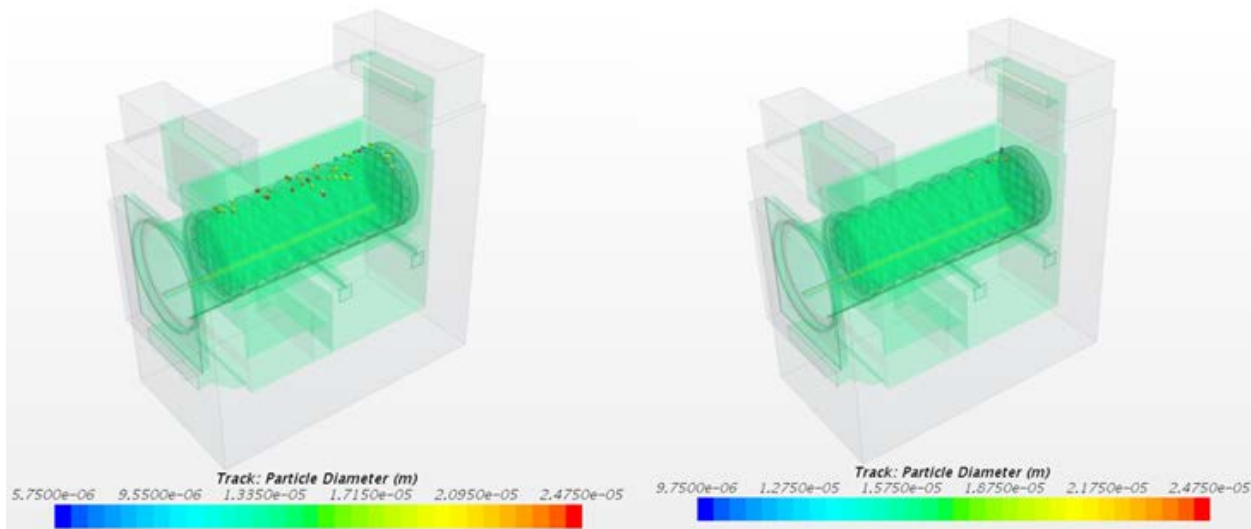 Track: Particle Diameter (m)
5.7500e-06 9.5500e-06 1.3350e-05 1.7150e-05 2.0950e-05 2.4750e-05
Track: Particle Diameter (m)
9.7500e-06 1.2750e-05 1.5750e-05 1.8750e-05 2.1750e-05 2.4750e-05